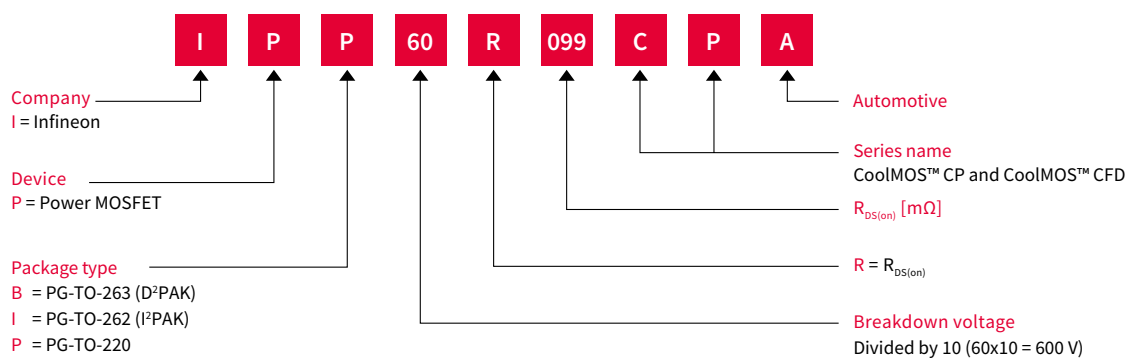 I P P 60 R 099 C P A
Company
I = Infineon
Device
P = Power MOSFET
Package type
B = PG-TO-263 (D²PAK)
I = PG-TO-262 (I²PAK)
P = PG-TO-220
Automotive
Series name
CoolMOS™ CP and CoolMOS™ CFD
RDS(on) [mΩ]
R = RDS(on)
Breakdown voltage
Divided by 10 (60x10 = 600 V)